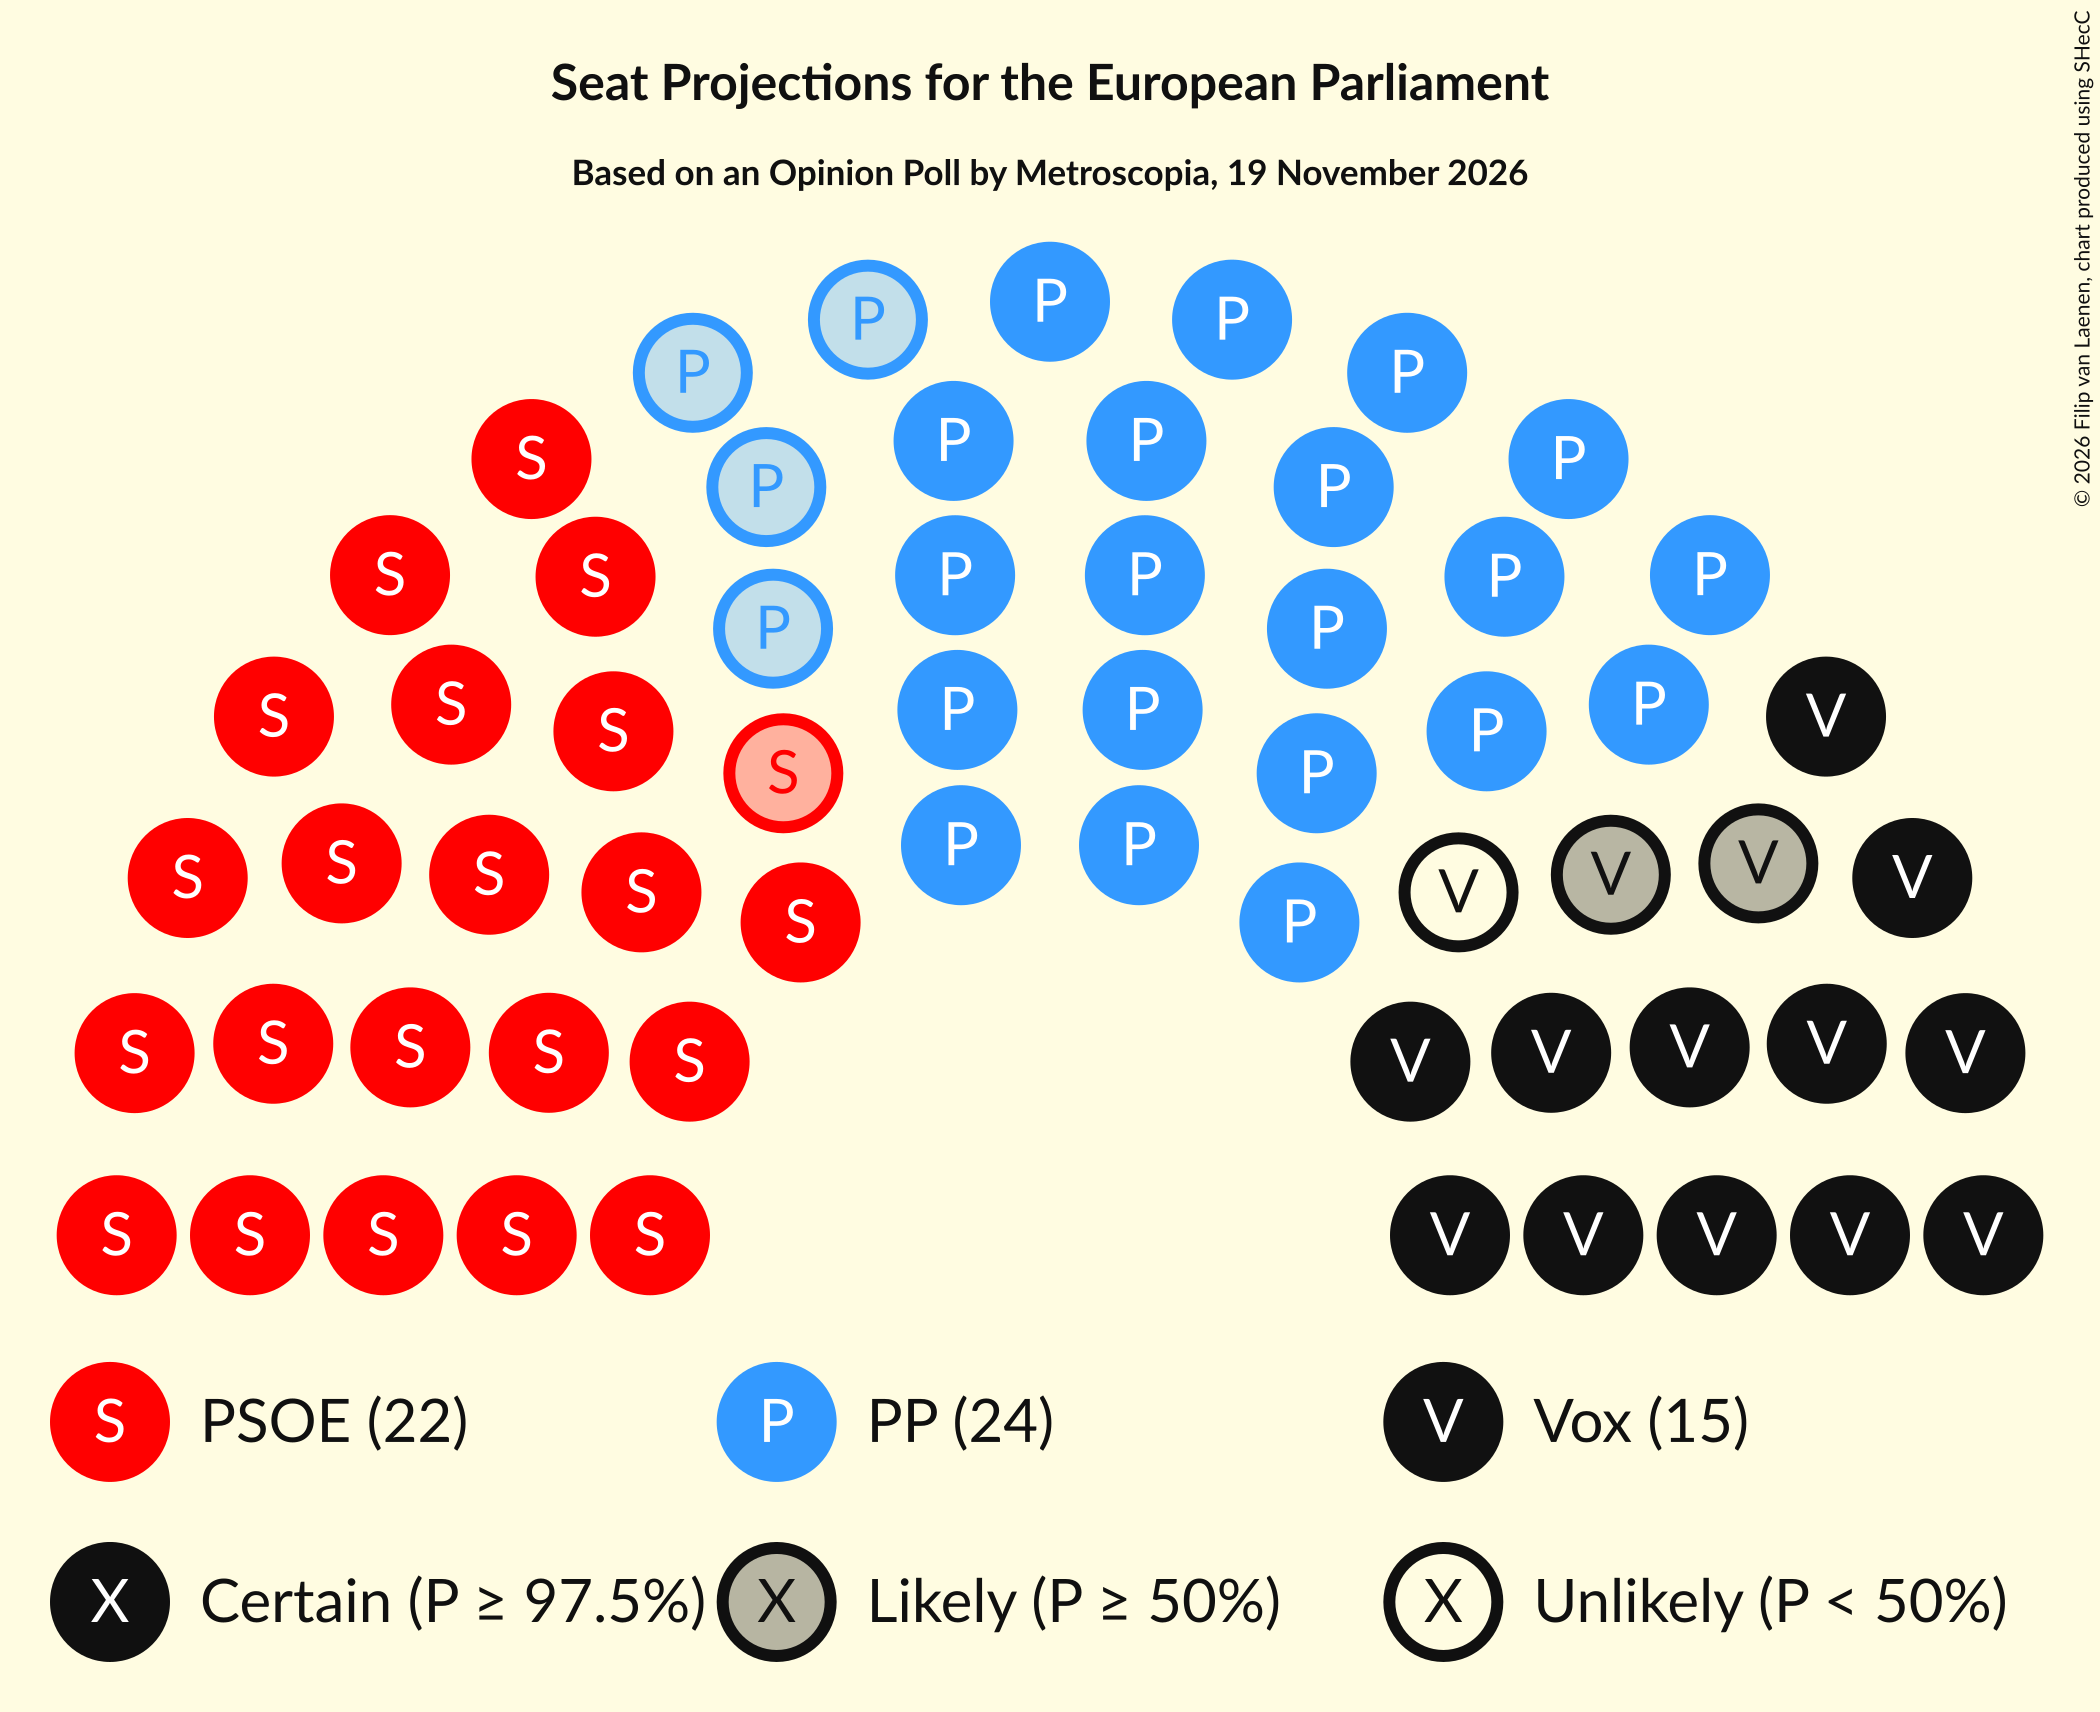 Seat Projections for the European Parliament
Based on an Opinion Poll by Metroscopia, 19 November 2026
© 2026 Filip van Laenen, chart produced using SHecC
P
P P
P P
S S
P P
P P
S P P S
P P
S P P P P
P P
S S P P
S S P P V
S P
S S V V
S S V V
S S P
S V
S S S S V V V V
S V
S S S S S V V V V V
S PSOE (22) P PP (24) V Vox (15)
X Certain (P ≥ 97.5%) X Likely (P ≥ 50%) X Unlikely (P < 50%)